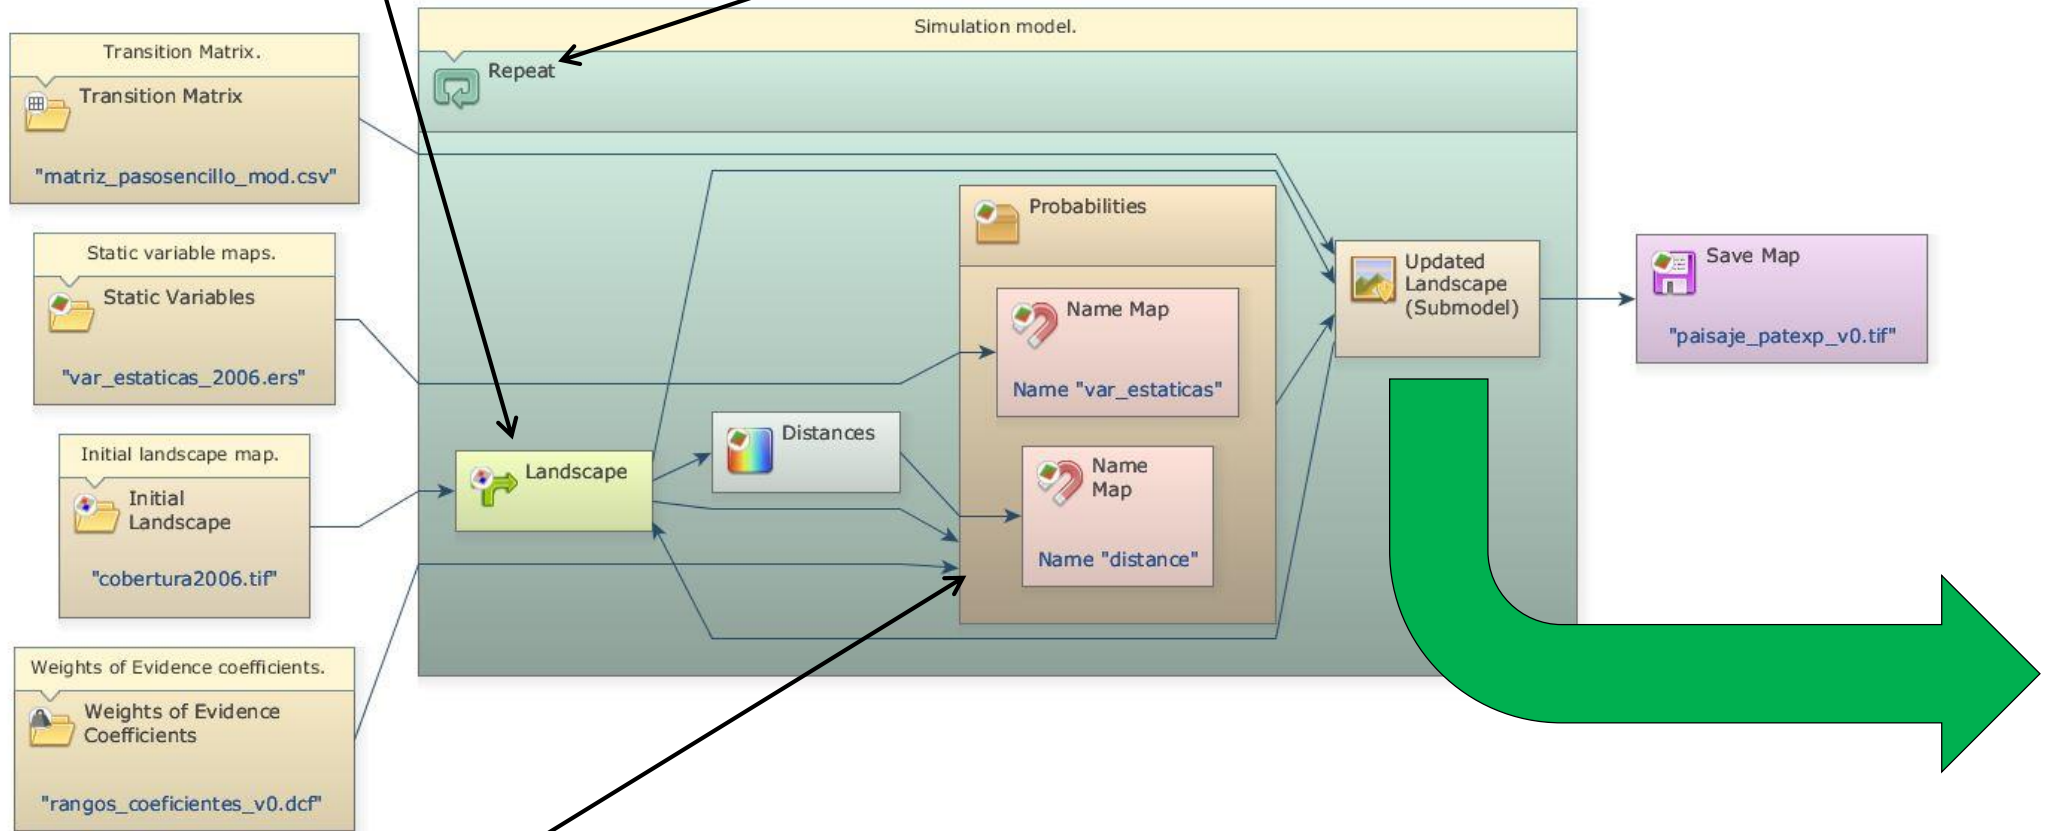 Transition Matrix.
Transition Matrix
"matriz_pasosencillo_mod.csv"
Static variable maps.
Static Variables
"var_estaticas_2006.ers"
Initial landscape map.
Initial
Landscape
"cobertura2006.tif"
Weights of Evidence coefficients.
Weights of Evidence
Coefficients
"rangos_coeficientes_v0.dcf"
Simulation model.
Repeat
Landscape
Distances
Probabilities
Name Map
Name "var_estaticas"
Name
Map
Name "distance"
Updated
Landscape
(Submodel)
Save Map
"paisaje_patexp_v0.tif"